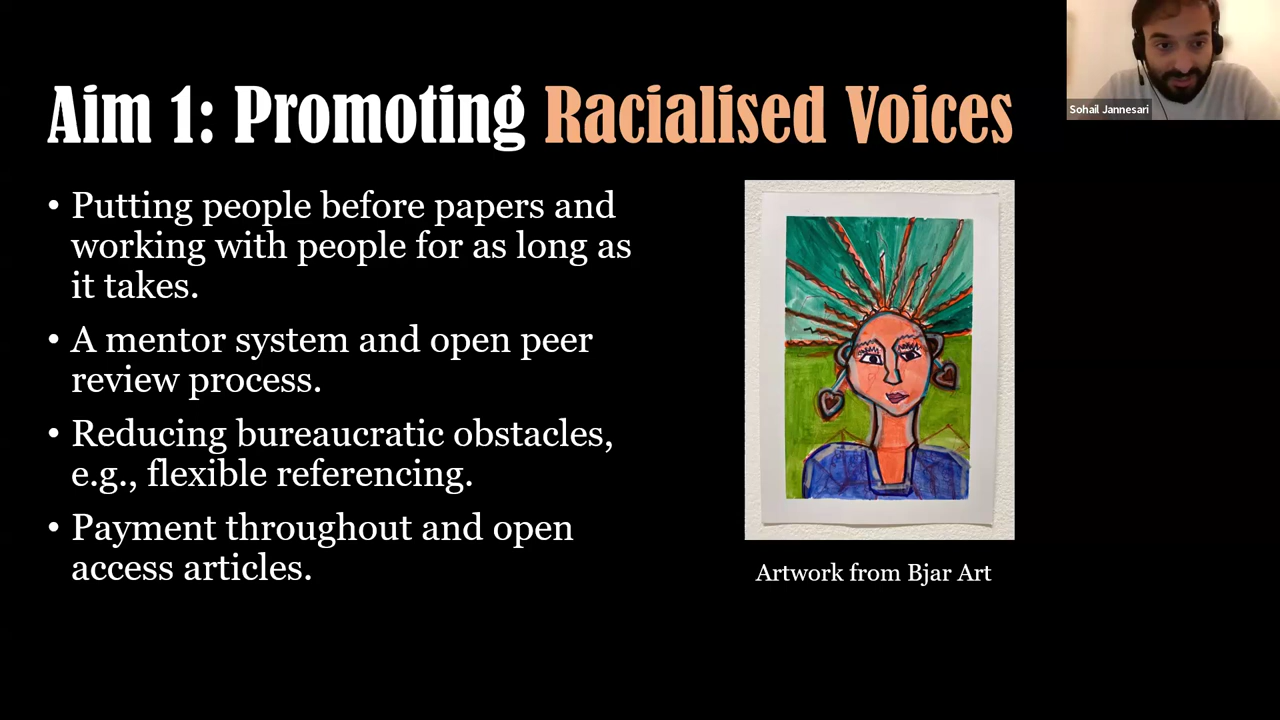 Aim 1: Promoting Racialised Voices
Sohail Jannesari
• Putting people before papers and
working with people for as long as
it takes.
• A mentor system and open peer
review process.
• Reducing bureaucratic obstacles,
e.g., flexible referencing.
• Payment throughout and open
access articles.
Artwork from Bjar Art